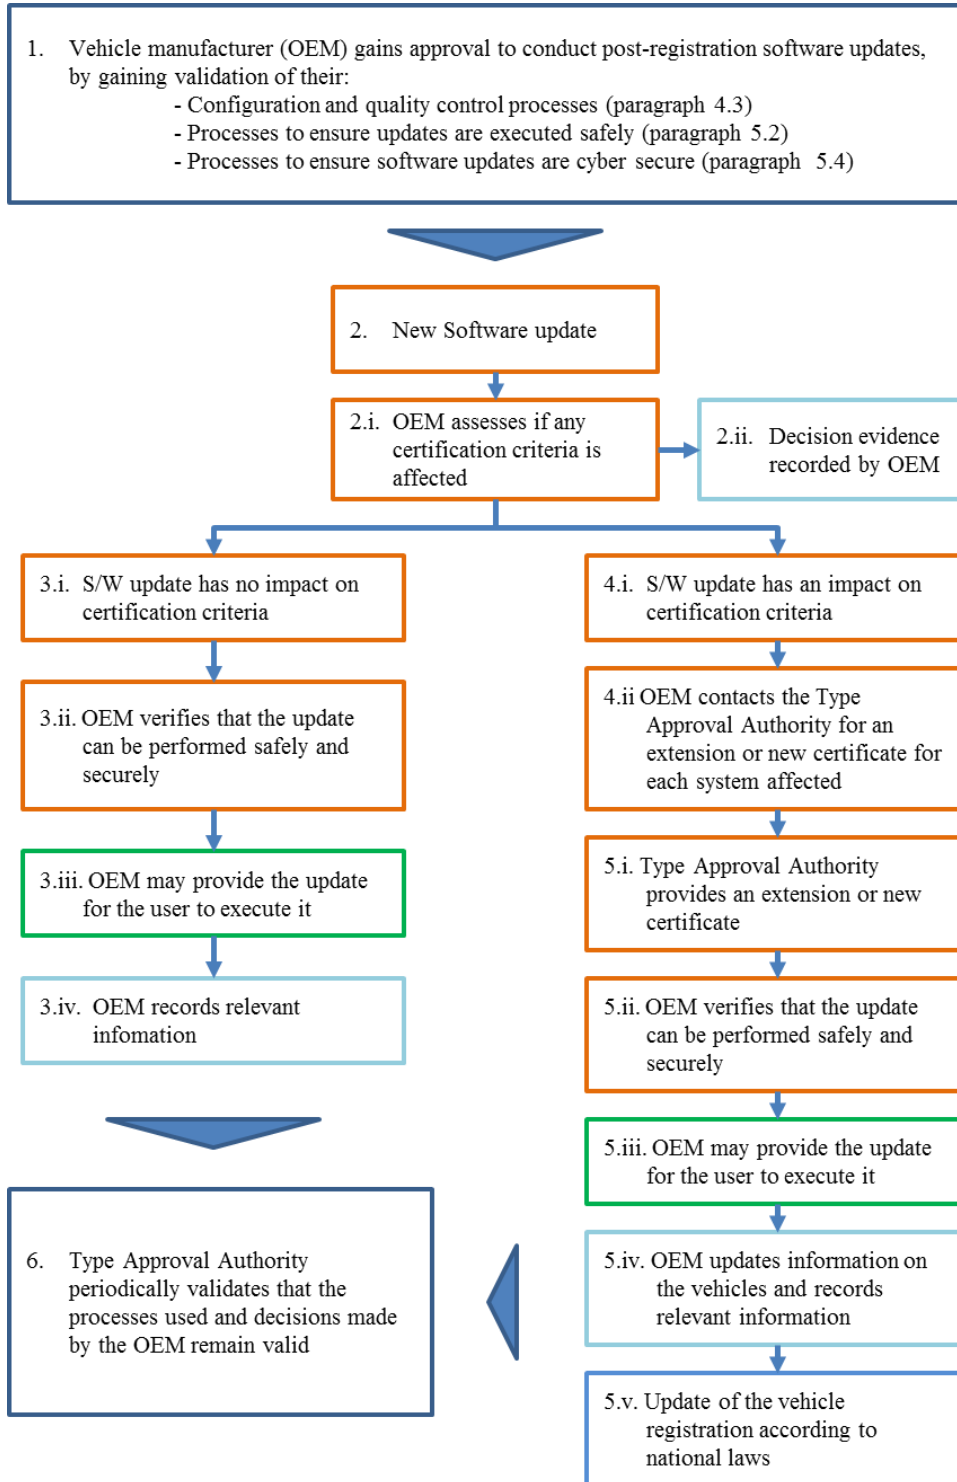 1. Vehicle manufacturer (OEM) gains approval to conduct post-registration software updates,
by gaining validation of their:
- Configuration and quality control processes (paragraph 4.3)
- Processes to ensure updates are executed safely (paragraph 5.2)
- Processes to ensure software updates are cyber secure (paragraph 5.4)
2. New Software update
2.i. OEM assesses if any
certification criteria is
affected
2.ii. Decision evidence
recorded by OEM
3.i. S/W update has no impact on
certification criteria
3.ii. OEM verifies that the update
can be performed safely and
securely
3.iii. OEM may provide the update
for the user to execute it
3.iv. OEM records relevant
infomation
4.i. S/W update has an impact on
certification criteria
4.ii OEM contacts the Type
Approval Authority for an
extension or new certificate for
each system affected
5.i. Type Approval Authority
provides an extension or new
certificate
5.ii. OEM verifies that the update
can be performed safely and
securely
5.iii. OEM may provide the update
for the user to execute it
5.iv. OEM updates information on
the vehicles and records
relevant information
5.v. Update of the vehicle
registration according to
national laws
6. Type Approval Authority
periodically validates that the
processes used and decisions made
by the OEM remain valid